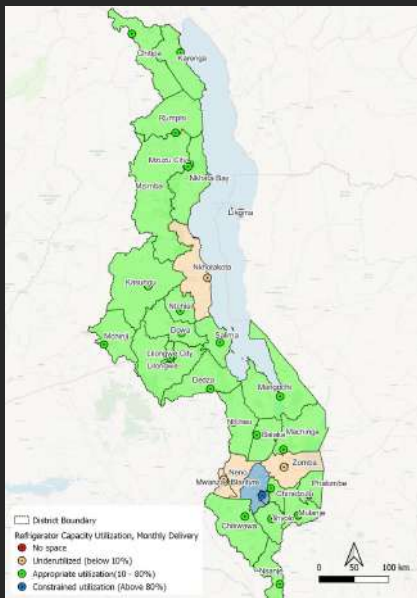 Chitipa
Karonga
Rumphi
Mzuzu City
Nkhata Bay
Mzimba
Likoma
Nkhotakota
Kasungu
Ntchisi
Dowa
Mchinji
Salima
Lilongwe City
Lilongwe
Dedza
Mangochi
Ntcheu
Balaka
Machinga
Zomba
Neno
Mwanza
Blantyre
Phalombe
Chiradzulu
Mulanje
Thyolo
Chikwawa
Nsanje
District Boundary
Refrigerator Capacity Utilization, Monthly Delivery
No space
Underutilized (below 10%)
Appropriate utilization(10 - 80%)
Constrained utilization (Above 80%)
0 50 100 km